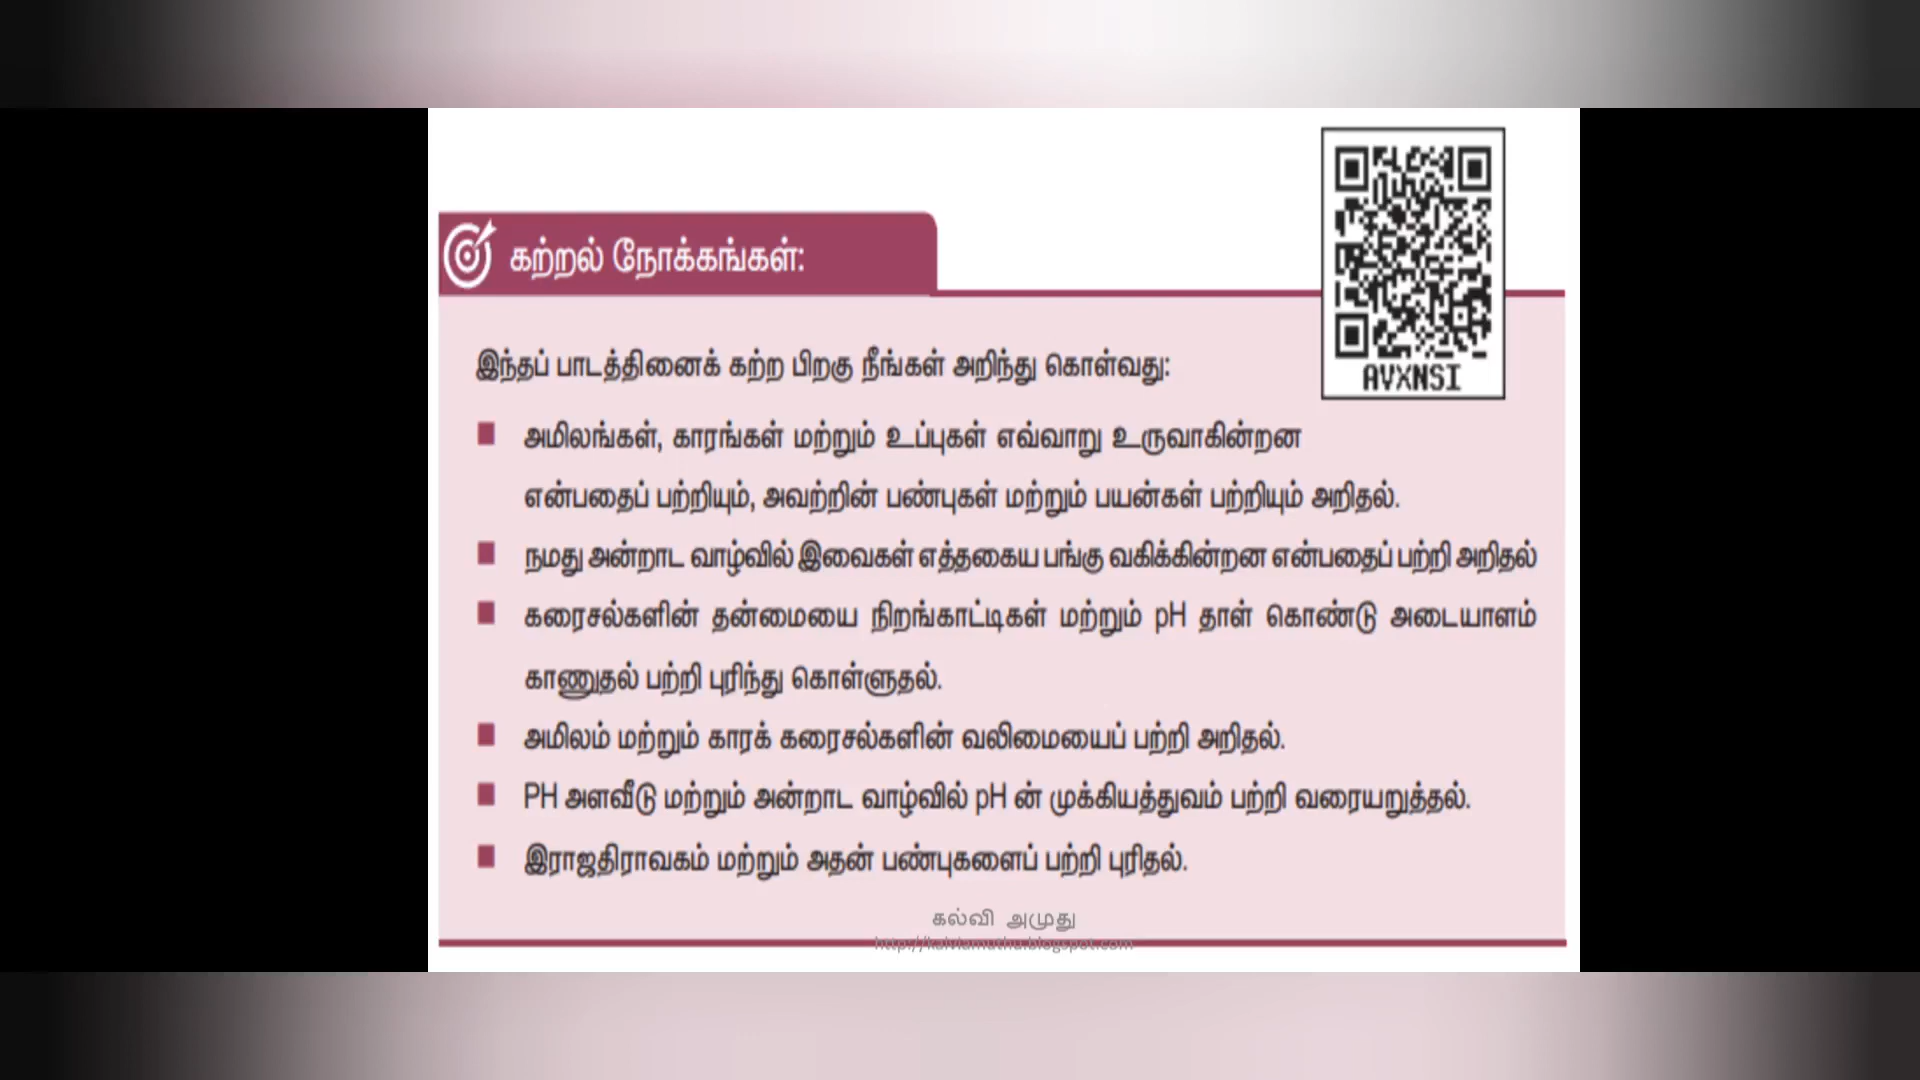 AVXNSI
கற்றல் நோக்கங்கள்:
இந்தப் பாடத்தினைக் கற்ற பிறகு நீங்கள் அறிந்து கொள்வது:
அமிலங்கள், காரங்கள் மற்றும் உப்புகள் எவ்வாறு உருவாகின்றன
என்பதைப் பற்றியும், அவற்றின் பண்புகள் மற்றும் பயன்கள் பற்றியும் அறிதல்.
நமது அன்றாட வாழ்வில் இவைகள் எத்தகைய பங்கு வகிக்கின்றன என்பதைப் பற்றி அறிதல்
கரைசல்களின் தன்மையை நிறங்காட்டிகள் மற்றும் pH தாள் கொண்டு அடையாளம்
காணுதல் பற்றி புரிந்து கொள்ளுதல்.
அமிலம் மற்றும் காரக் கரைசல்களின் வலிமையைப் பற்றி அறிதல்.
PH அளவீடு மற்றும் அன்றாட வாழ்வில் pH ன் முக்கியத்துவம் பற்றி வரையறுத்தல்.
இராஜதிராவகம் மற்றும் அதன் பண்புகளைப் பற்றி புரிதல்.
கல்வி அமுது
http://kalviamuthu.blogspot.com